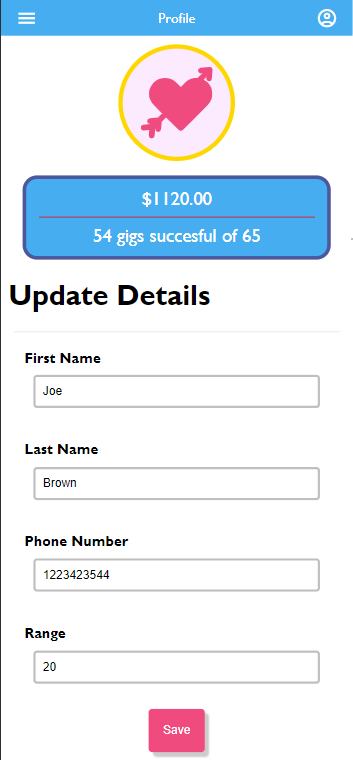 Profile
$1120.00
54 gigs succesful of 65
Update Details
First Name
Joe
Last Name
Brown
Phone Number
1223423544
Range
20
Save